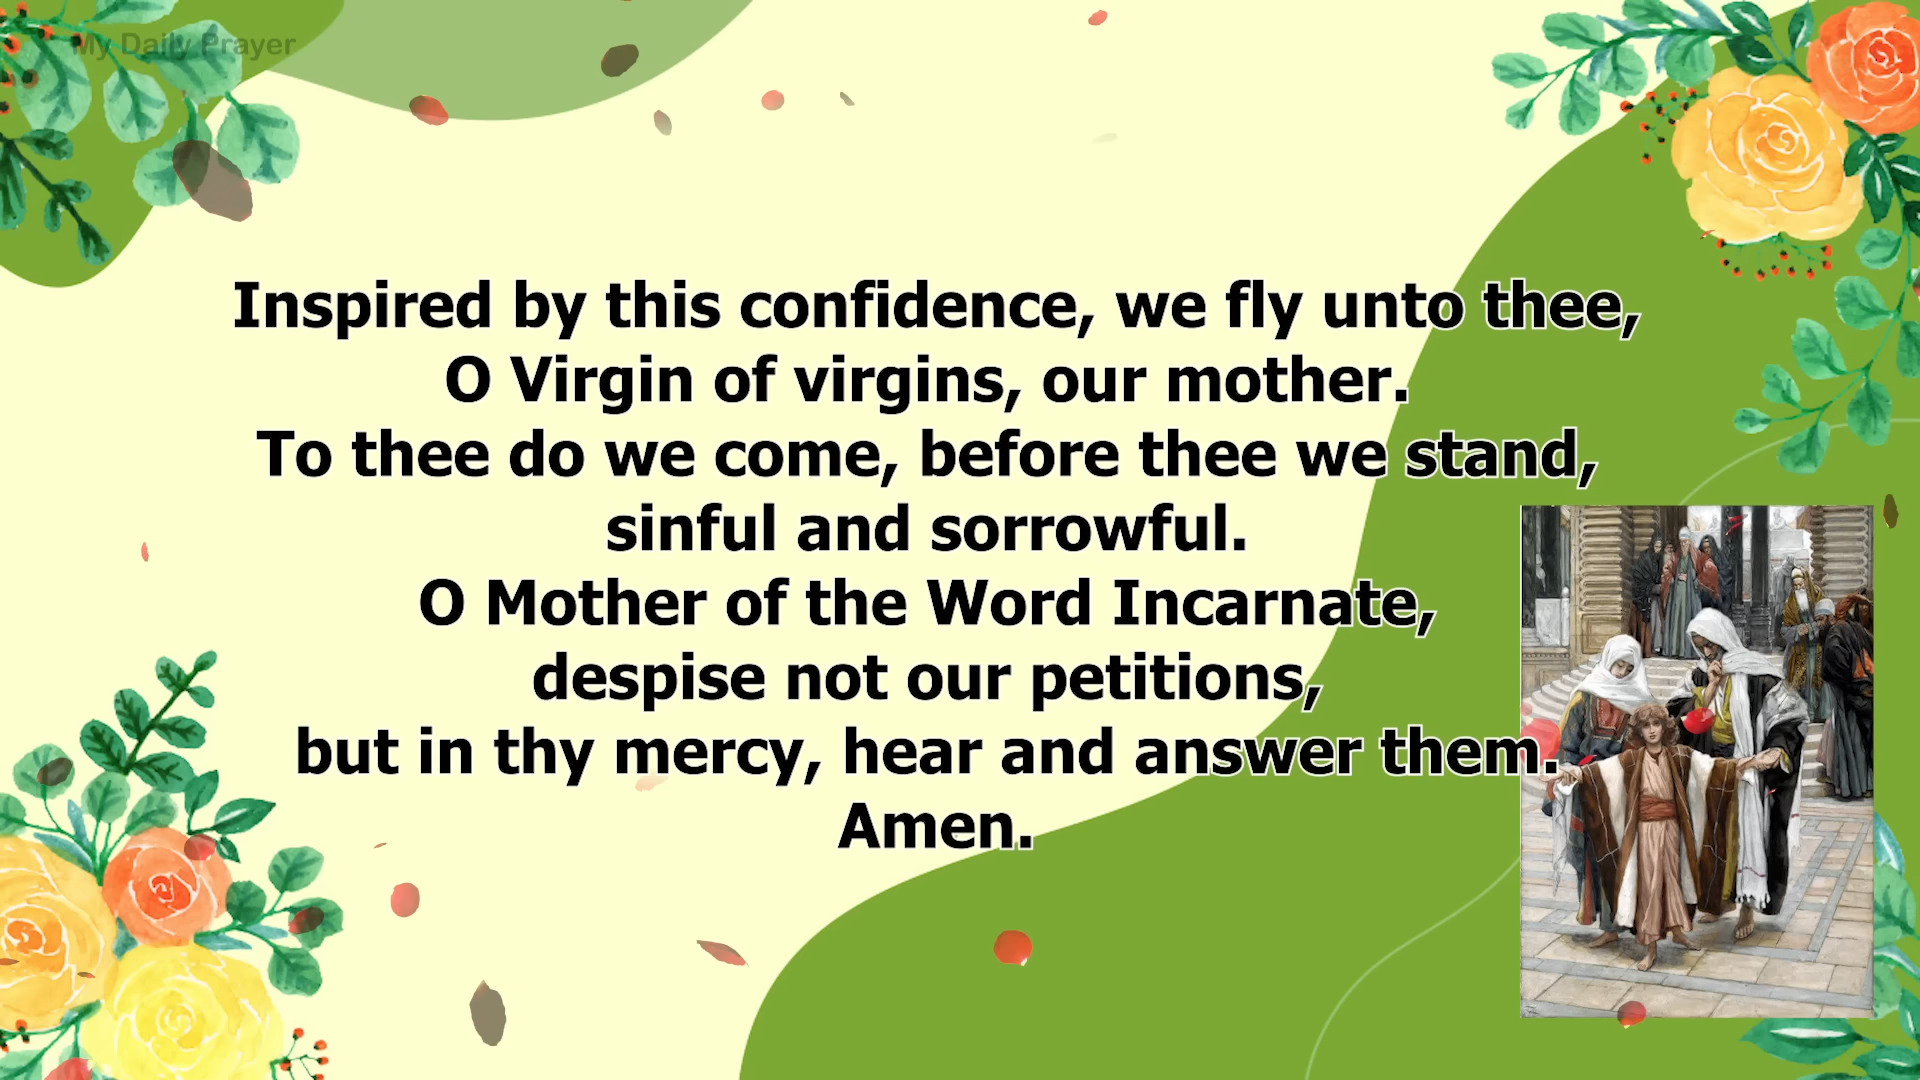 My Daily Prayer
Inspired by this confidence, we fly unto thee,
O Virgin of virgins, our mother.
To thee do we come, before thee we stand,
sinful and sorrowful.
O Mother of the Word Incarnate,
despise not our petitions,
but in thy mercy, hear and answer them.
Amen.